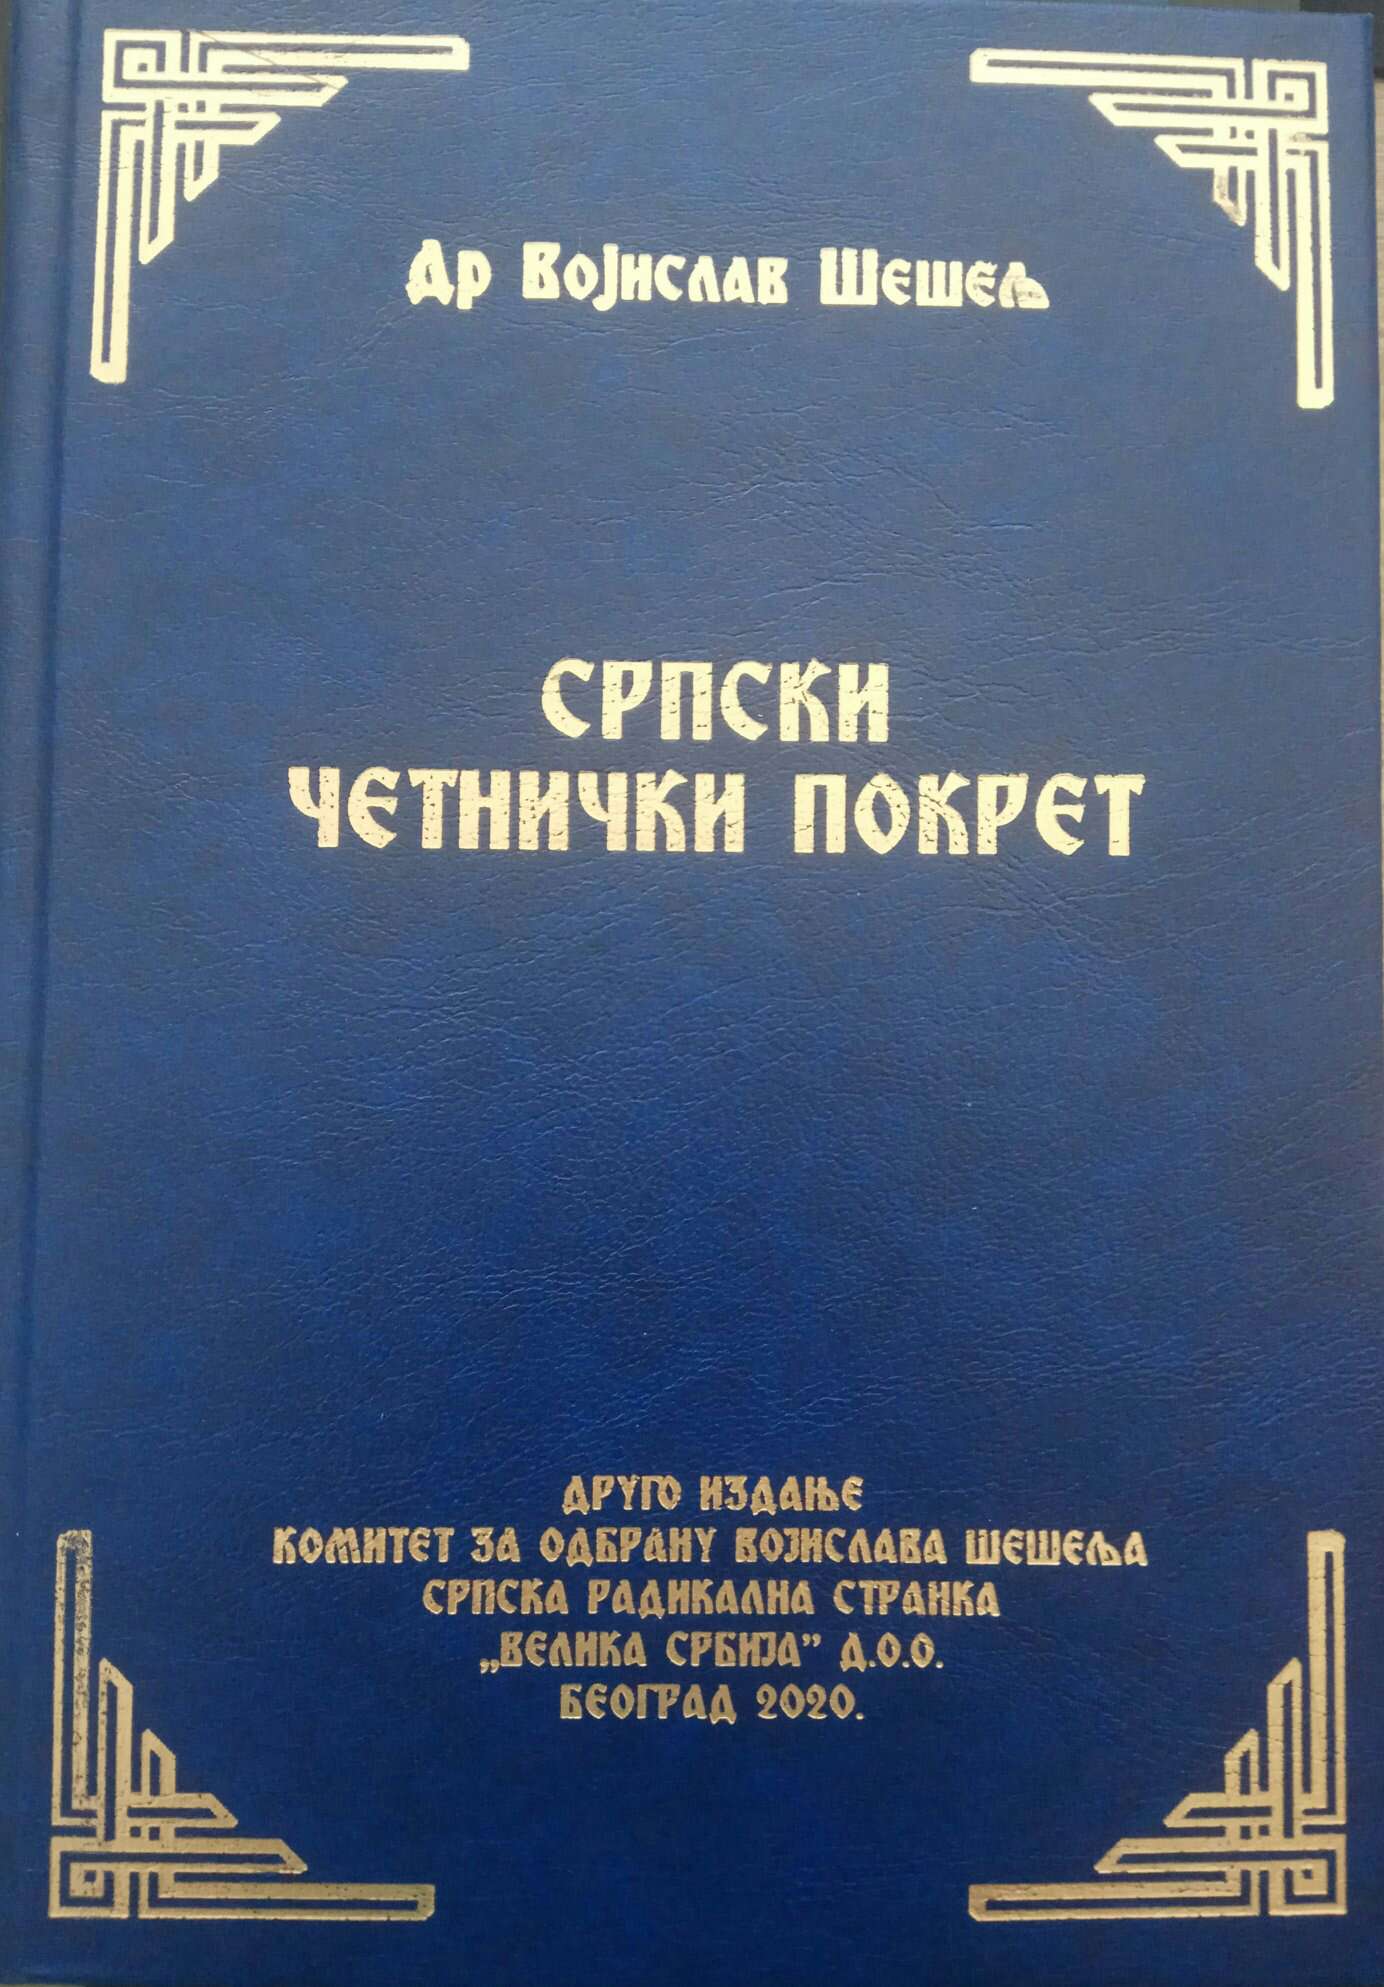 Др Војислав Шешељ
СРПСКИ
ЧЕТНИЧКИ ПОКРЕТ
ДРУГО ИЗДАЊЕ
КОМИТЕТ ЗА ОДБРАНУ ВОЈИСЛАВА ШЕШЕЉА
СРПСКА РАДИКАЛНА СТРАНКА
„ВЕЛИКА СРБИЈА” Д.О.О.
БЕОГРАД 2020.